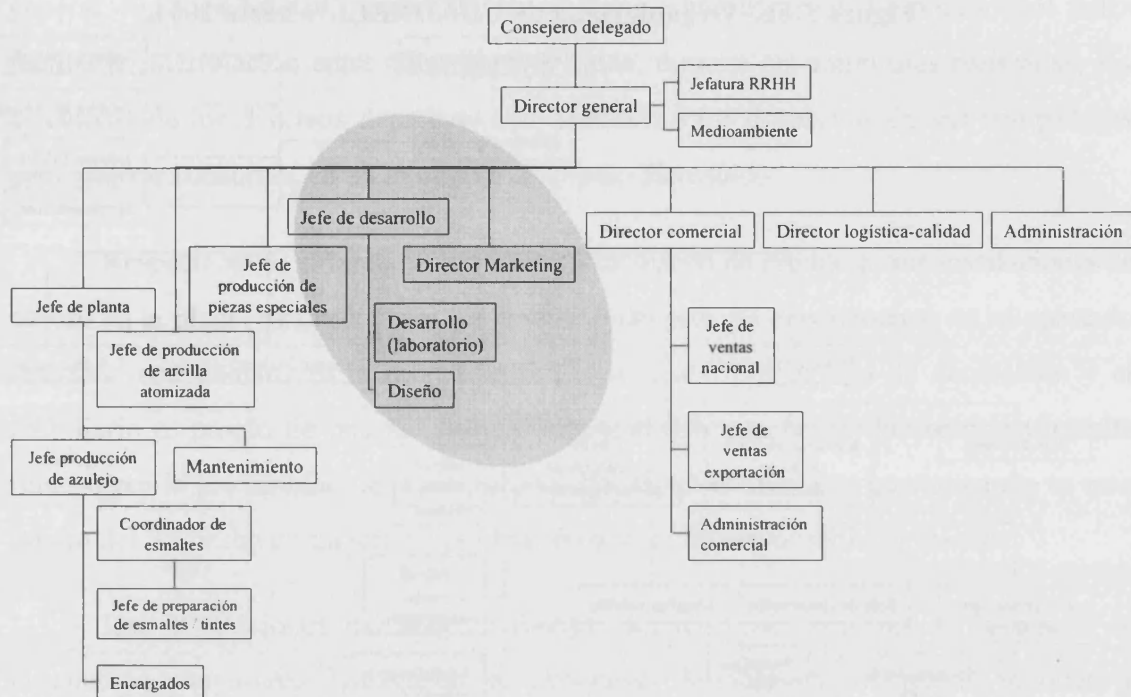 Consejero delegado
Director general
Jefatura RRHH
Medioambiente
Jefe de desarrollo
Director comercial
Director logística-calidad
Administración
Jefe de
producción de
piezas especiales
Director Marketing
Jefe de planta
Desarrollo
(laboratorio)
Jefe de
ventas
nacional
Jefe de producción
de arcilla
atomizada
Diseño
Jefe producción
de azulejo
Mantenimiento
Jefe de
ventas
exportación
Coordinador de
esmaltes
Administración
comercial
Jefe de preparación
de esmaltes tintes
Encargados